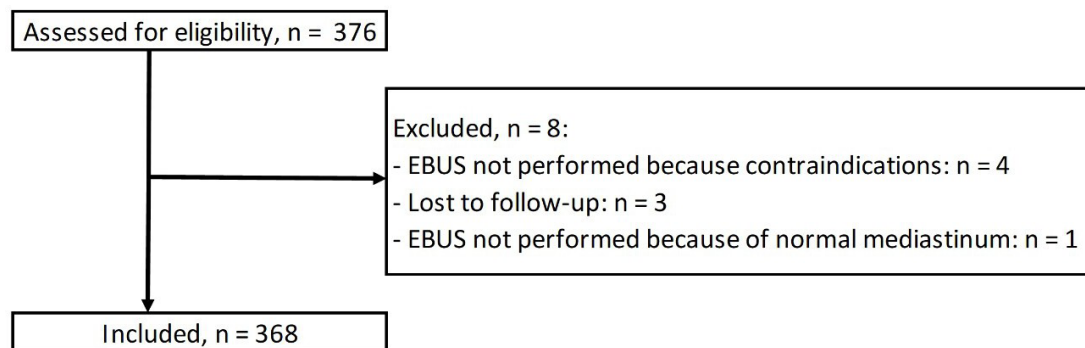 Assessed for eligibility, n = 376
Excluded, n = 8:
- EBUS not performed because contraindications: n = 4
- Lost to follow-up: n = 3
- EBUS not performed because of normal mediastinum: n = 1
Included, n = 368